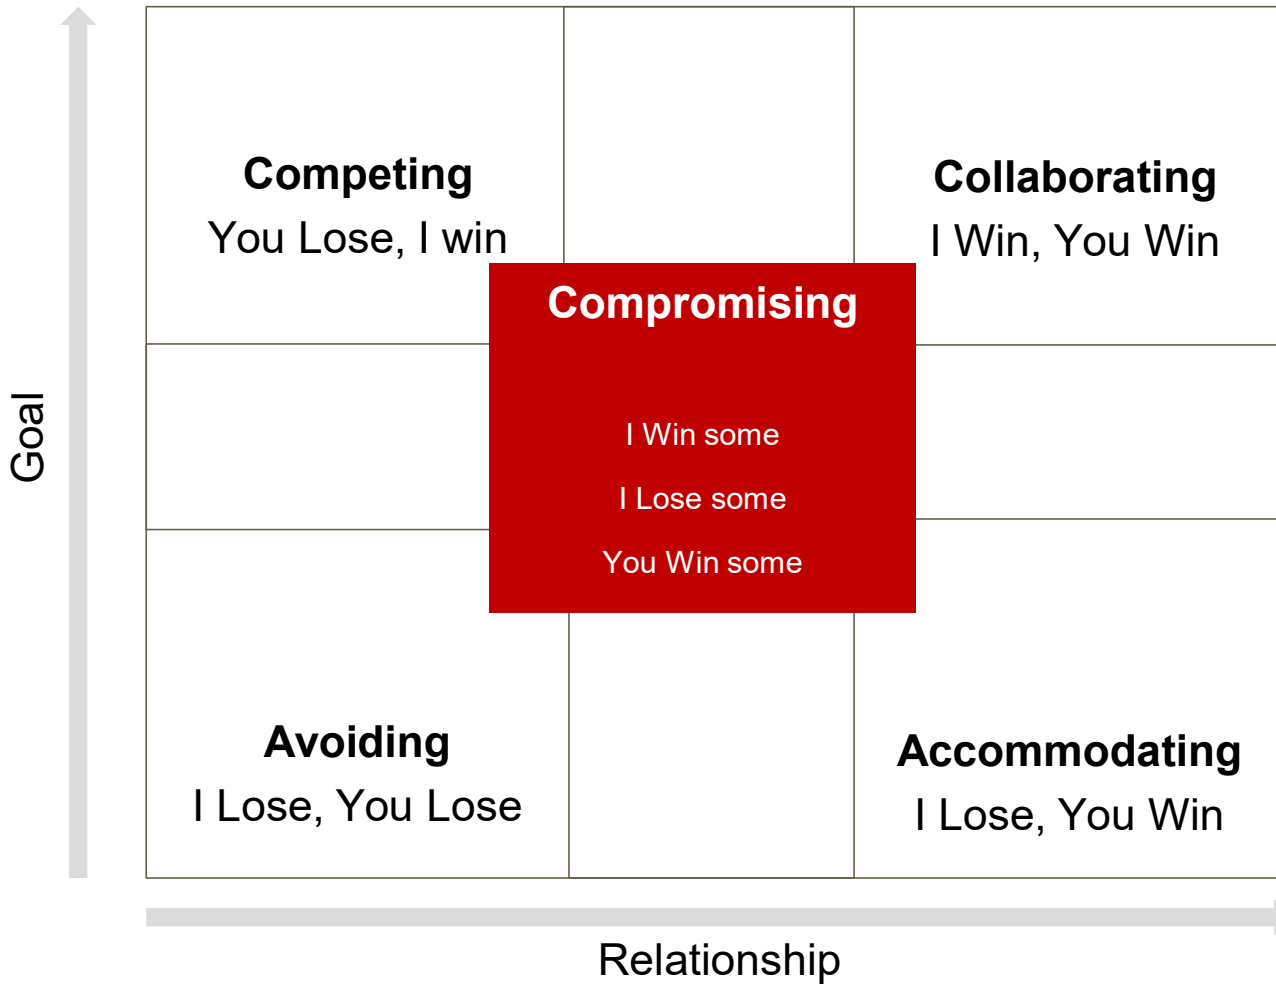 Competing
You Lose, I win
Collaborating
I Win, You Win
Compromising
I Win some
I Lose some
You Win some
Goal
Avoiding
I Lose, You Lose
Accommodating
I Lose, You Win
Relationship